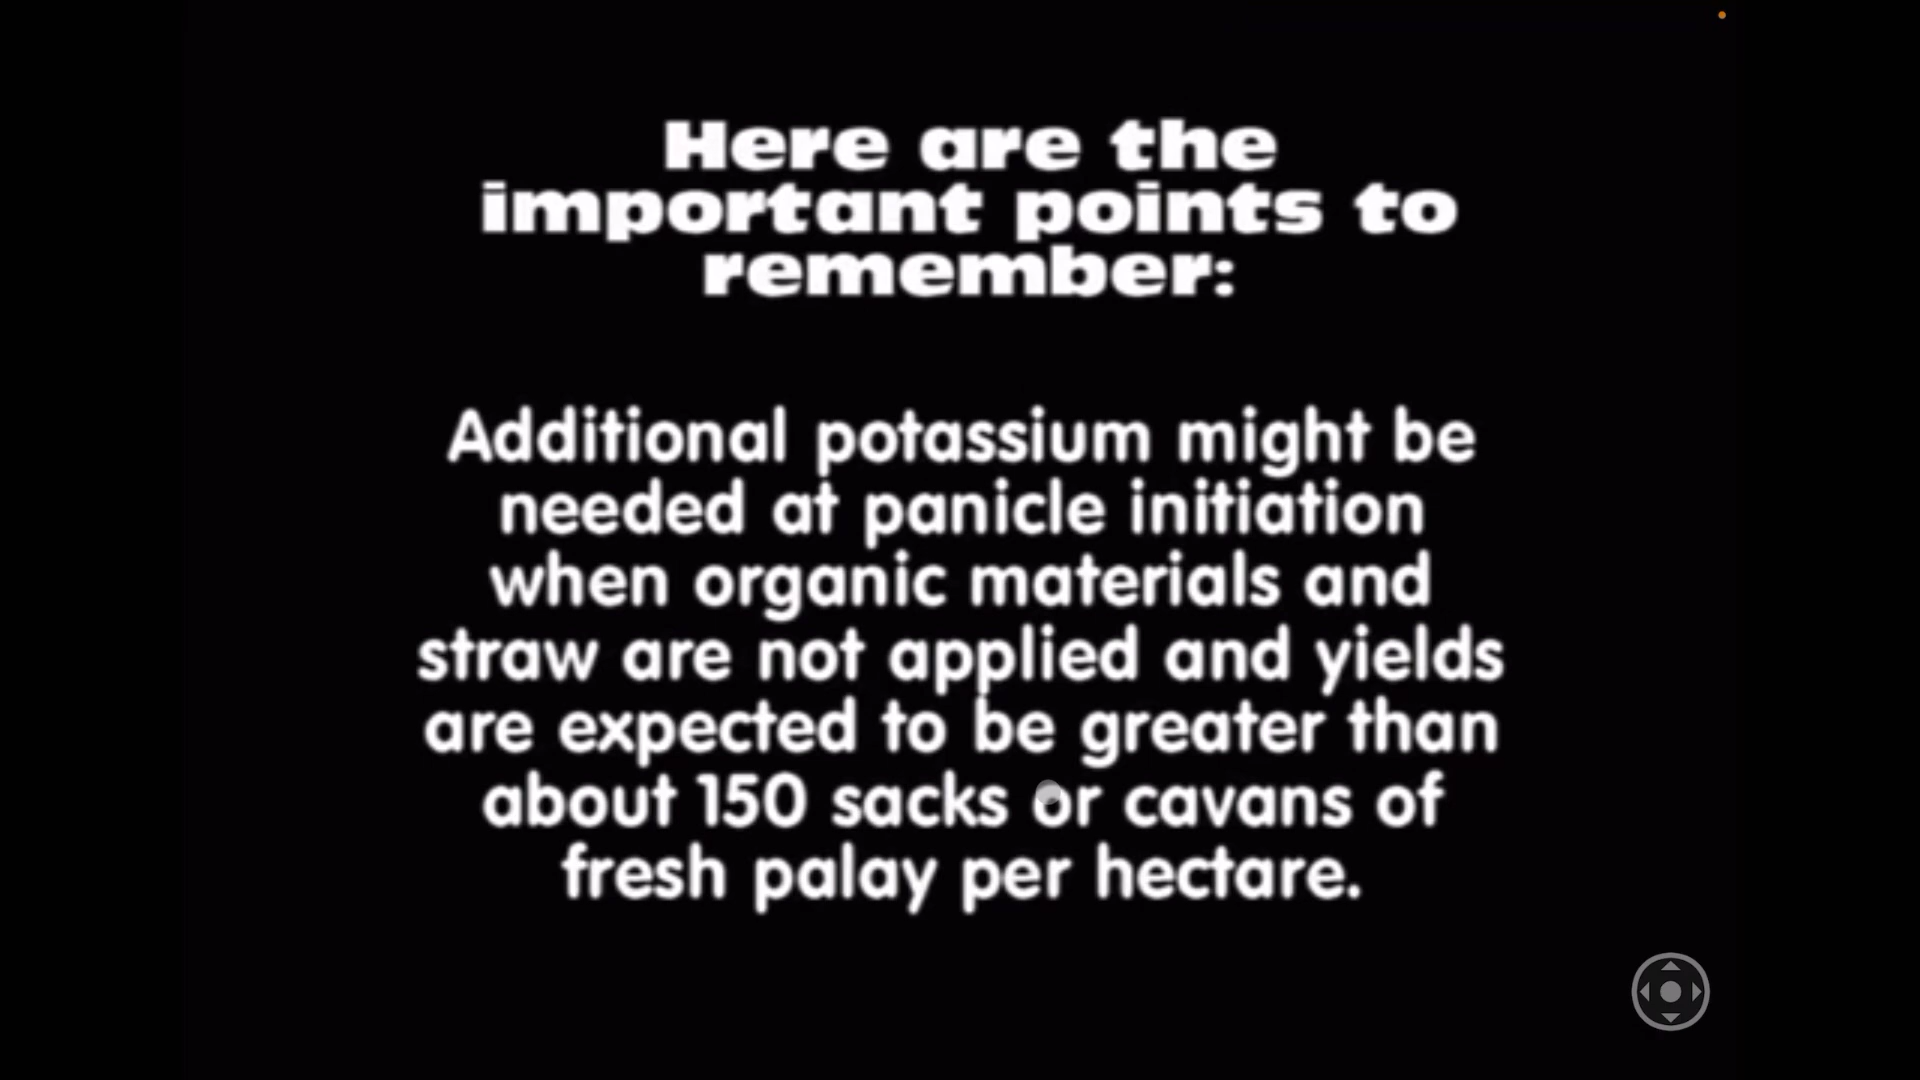 Here are the
important points to
remember:
Additional potassium might be
needed at panicle initiation
when organic materials and
straw are not applied and yields
are expected to be greater than
about 150 sacks or cavans of
fresh palay per hectare.